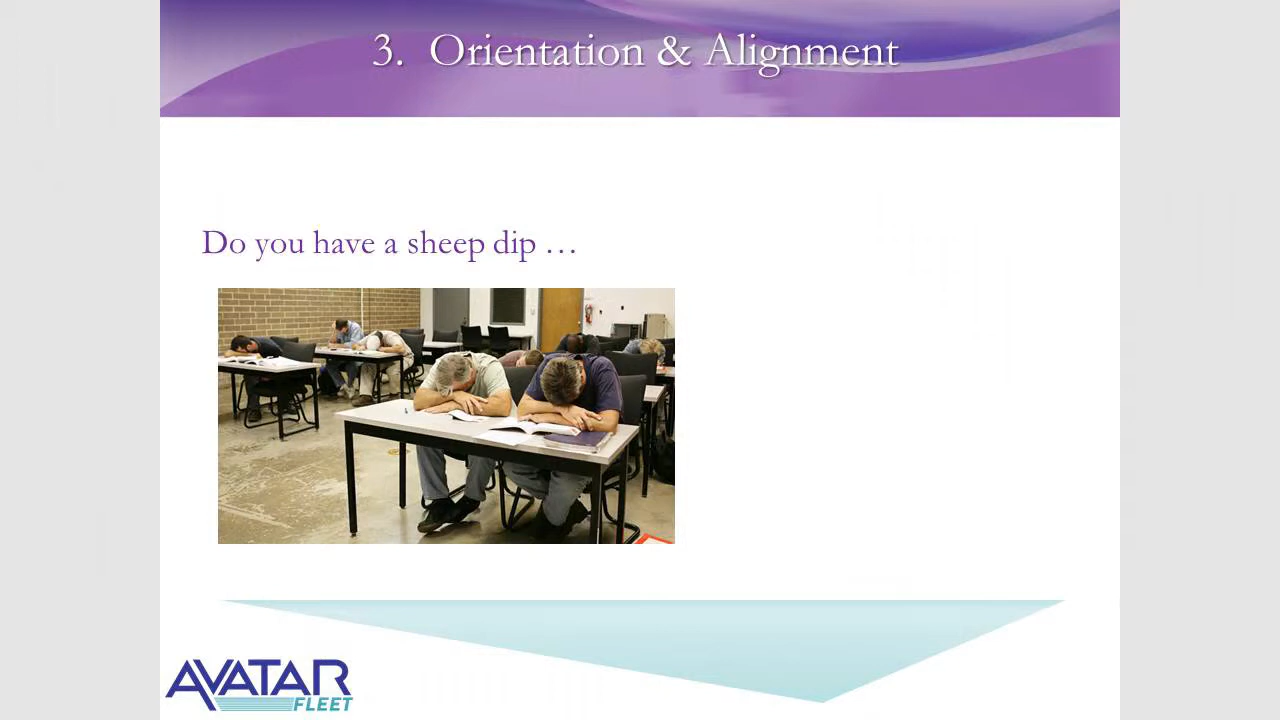 3. Orientation & Alignment
Do you have a sheep dip …
AVATAR
FLEET